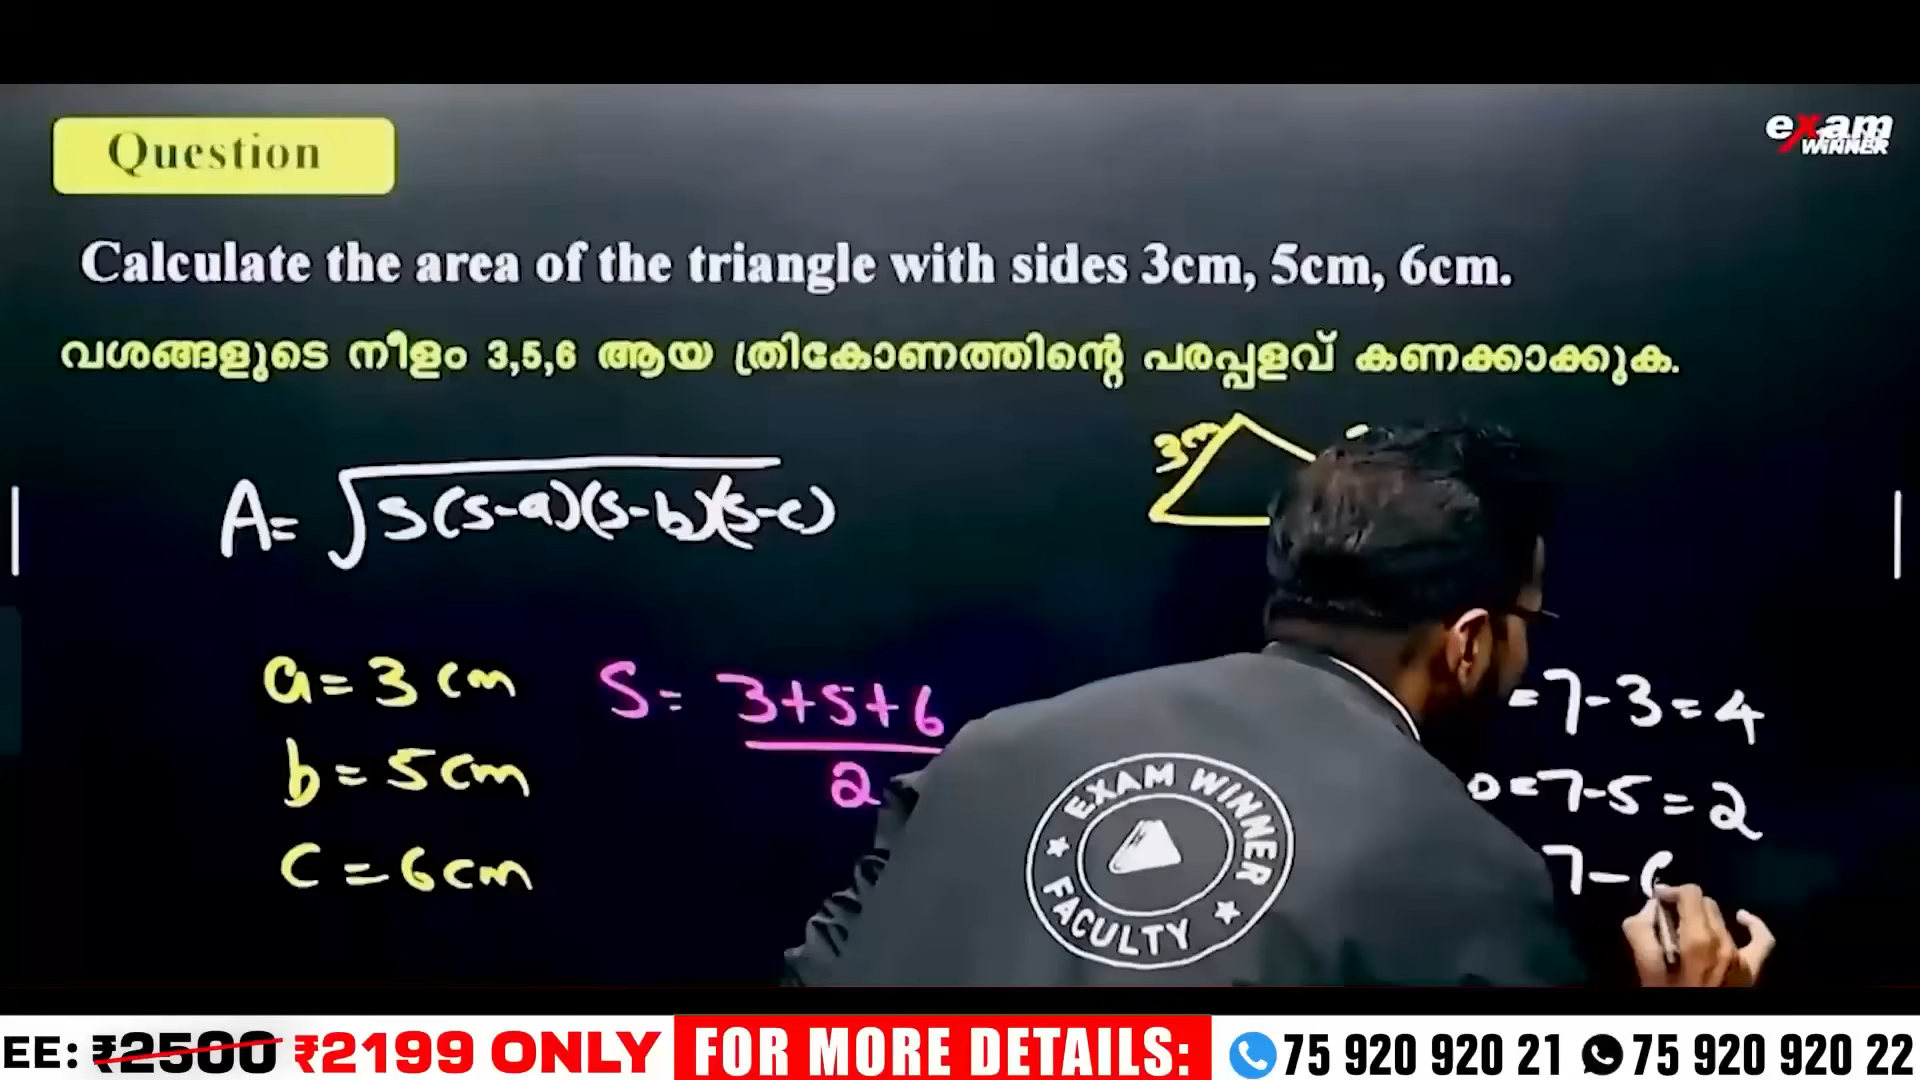 Question
exam
WINNER
Calculate the area of the triangle with sides 3cm, 5cm, 6cm.
വശങ്ങളുടെ നീളം 3,5,6 ആയ ത്രികോണത്തിന്റെ പരപ്പളവ് കണക്കാക്കുക.
3cm
A= √s(s-a)(s-b)(s-c)
a= 3 cm
b = 5cm
c = 6cm
S= 3+5+6
2
=7-3=4
=7-5=2
7-6
EXAM WINNER
FACULTY
EE: ₹2500 ₹2199 ONLY FOR MORE DETAILS: 75 920 920 21 75 920 920 22